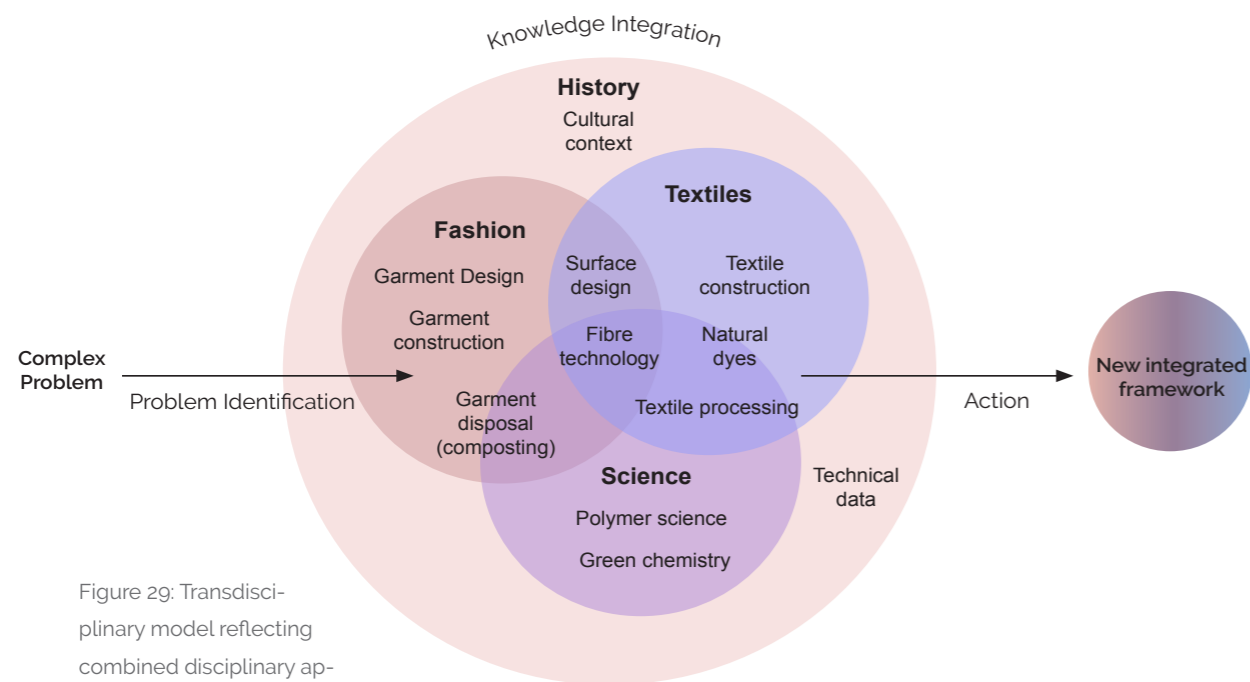 Knowledge Integration
History
Cultural
context
Textiles
Fashion
Garment Design
Surface
design
Textile
construction
Garment
construction
Fibre
technology
Natural
dyes
Complex
Problem
Problem Identification
Garment
disposal
(composting)
Textile processing
Action
New integrated
framework
Science
Technical
data
Polymer science
Green chemistry
Figure 29: Transdisci-
plinary model reflecting
combined disciplinary ap-